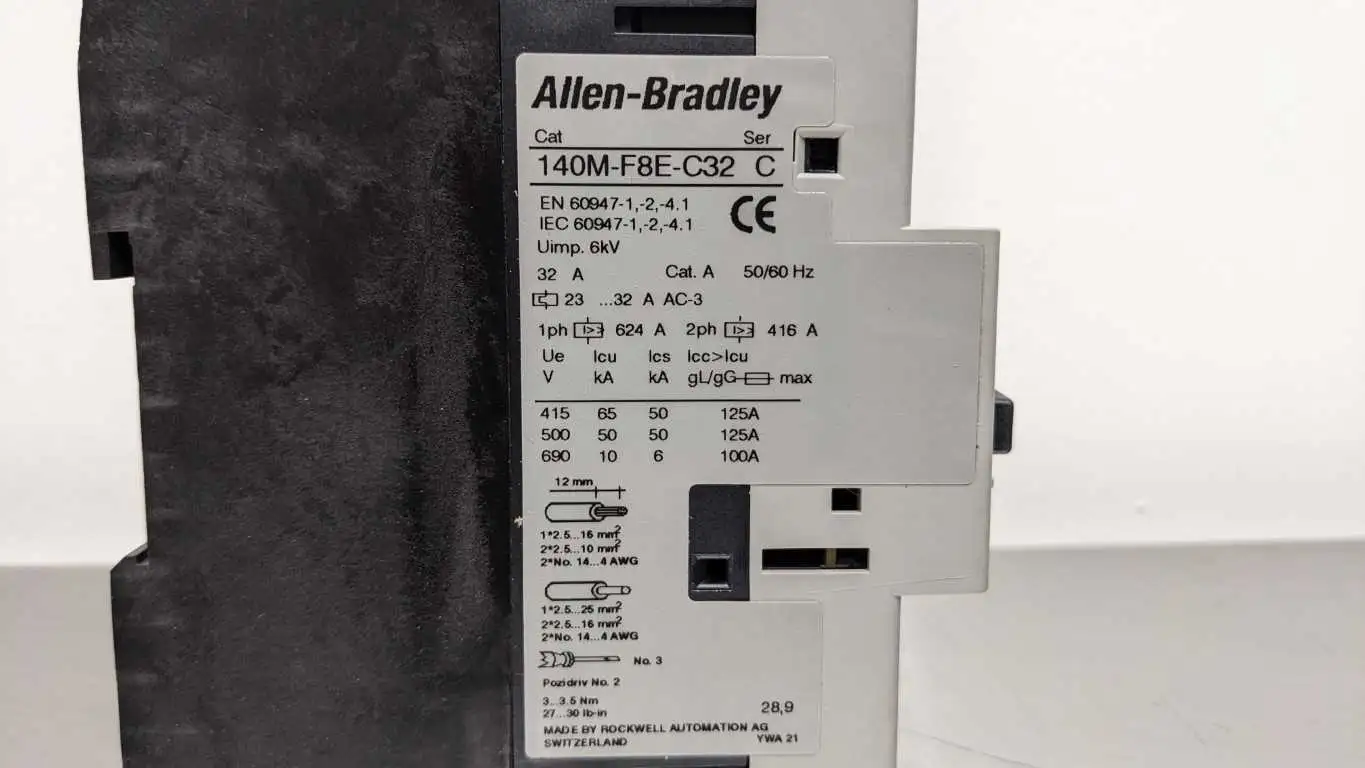 Allen-Bradley
Cat Ser
140M-F8E-C32 C
EN 60947-1,-2,-4.1
IEC 60947-1,-2,-4.1
CE
Uimp. 6kV
32 A Cat. A 50/60 Hz
23 ...32 A AC-3
1ph I>> 624 A 2ph I>> 416 A
Ue Icu Ics Icc>Icu
V kA kA gL/gG max
415 65 50 125A
500 50 50 125A
690 10 6 100A
12 mm
1*2.5...16 mm²
2*2.5...10 mm²
2*No. 14...4 AWG
1*2.5...25 mm²
2*2.5...16 mm²
2*No. 14...4 AWG
No. 3
Pozidriv No. 2
3...3.5 Nm
27...30 lb-in
28,9
MADE BY ROCKWELL AUTOMATION AG
SWITZERLAND YWA 21